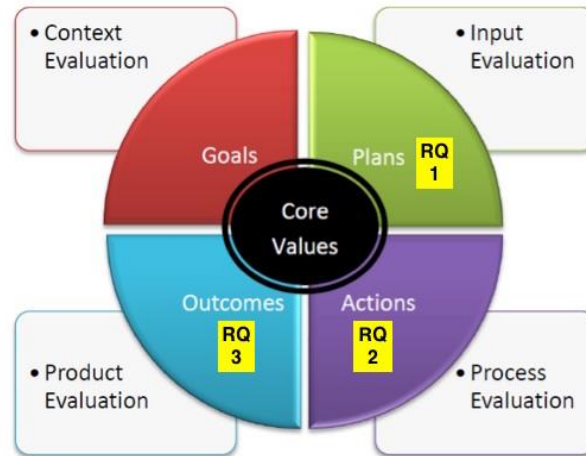 • Context
Evaluation
• Input
Evaluation
Goals
Plans
RQ
1
Core
Values
Outcomes
RQ
3
Actions
RQ
2
• Product
Evaluation
• Process
Evaluation